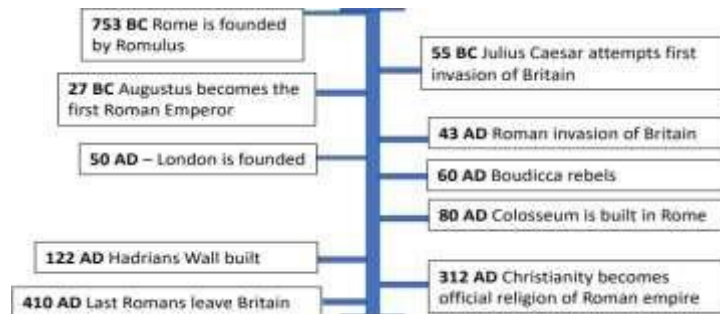 753 BC Rome is founded
by Romulus
55 BC Julius Caesar attempts first
invasion of Britain
27 BC Augustus becomes the
first Roman Emperor
43 AD Roman invasion of Britain
50 AD – London is founded
60 AD Boudicca rebels
80 AD Colosseum is built in Rome
122 AD Hadrians Wall built
312 AD Christianity becomes
official religion of Roman empire
410 AD Last Romans leave Britain